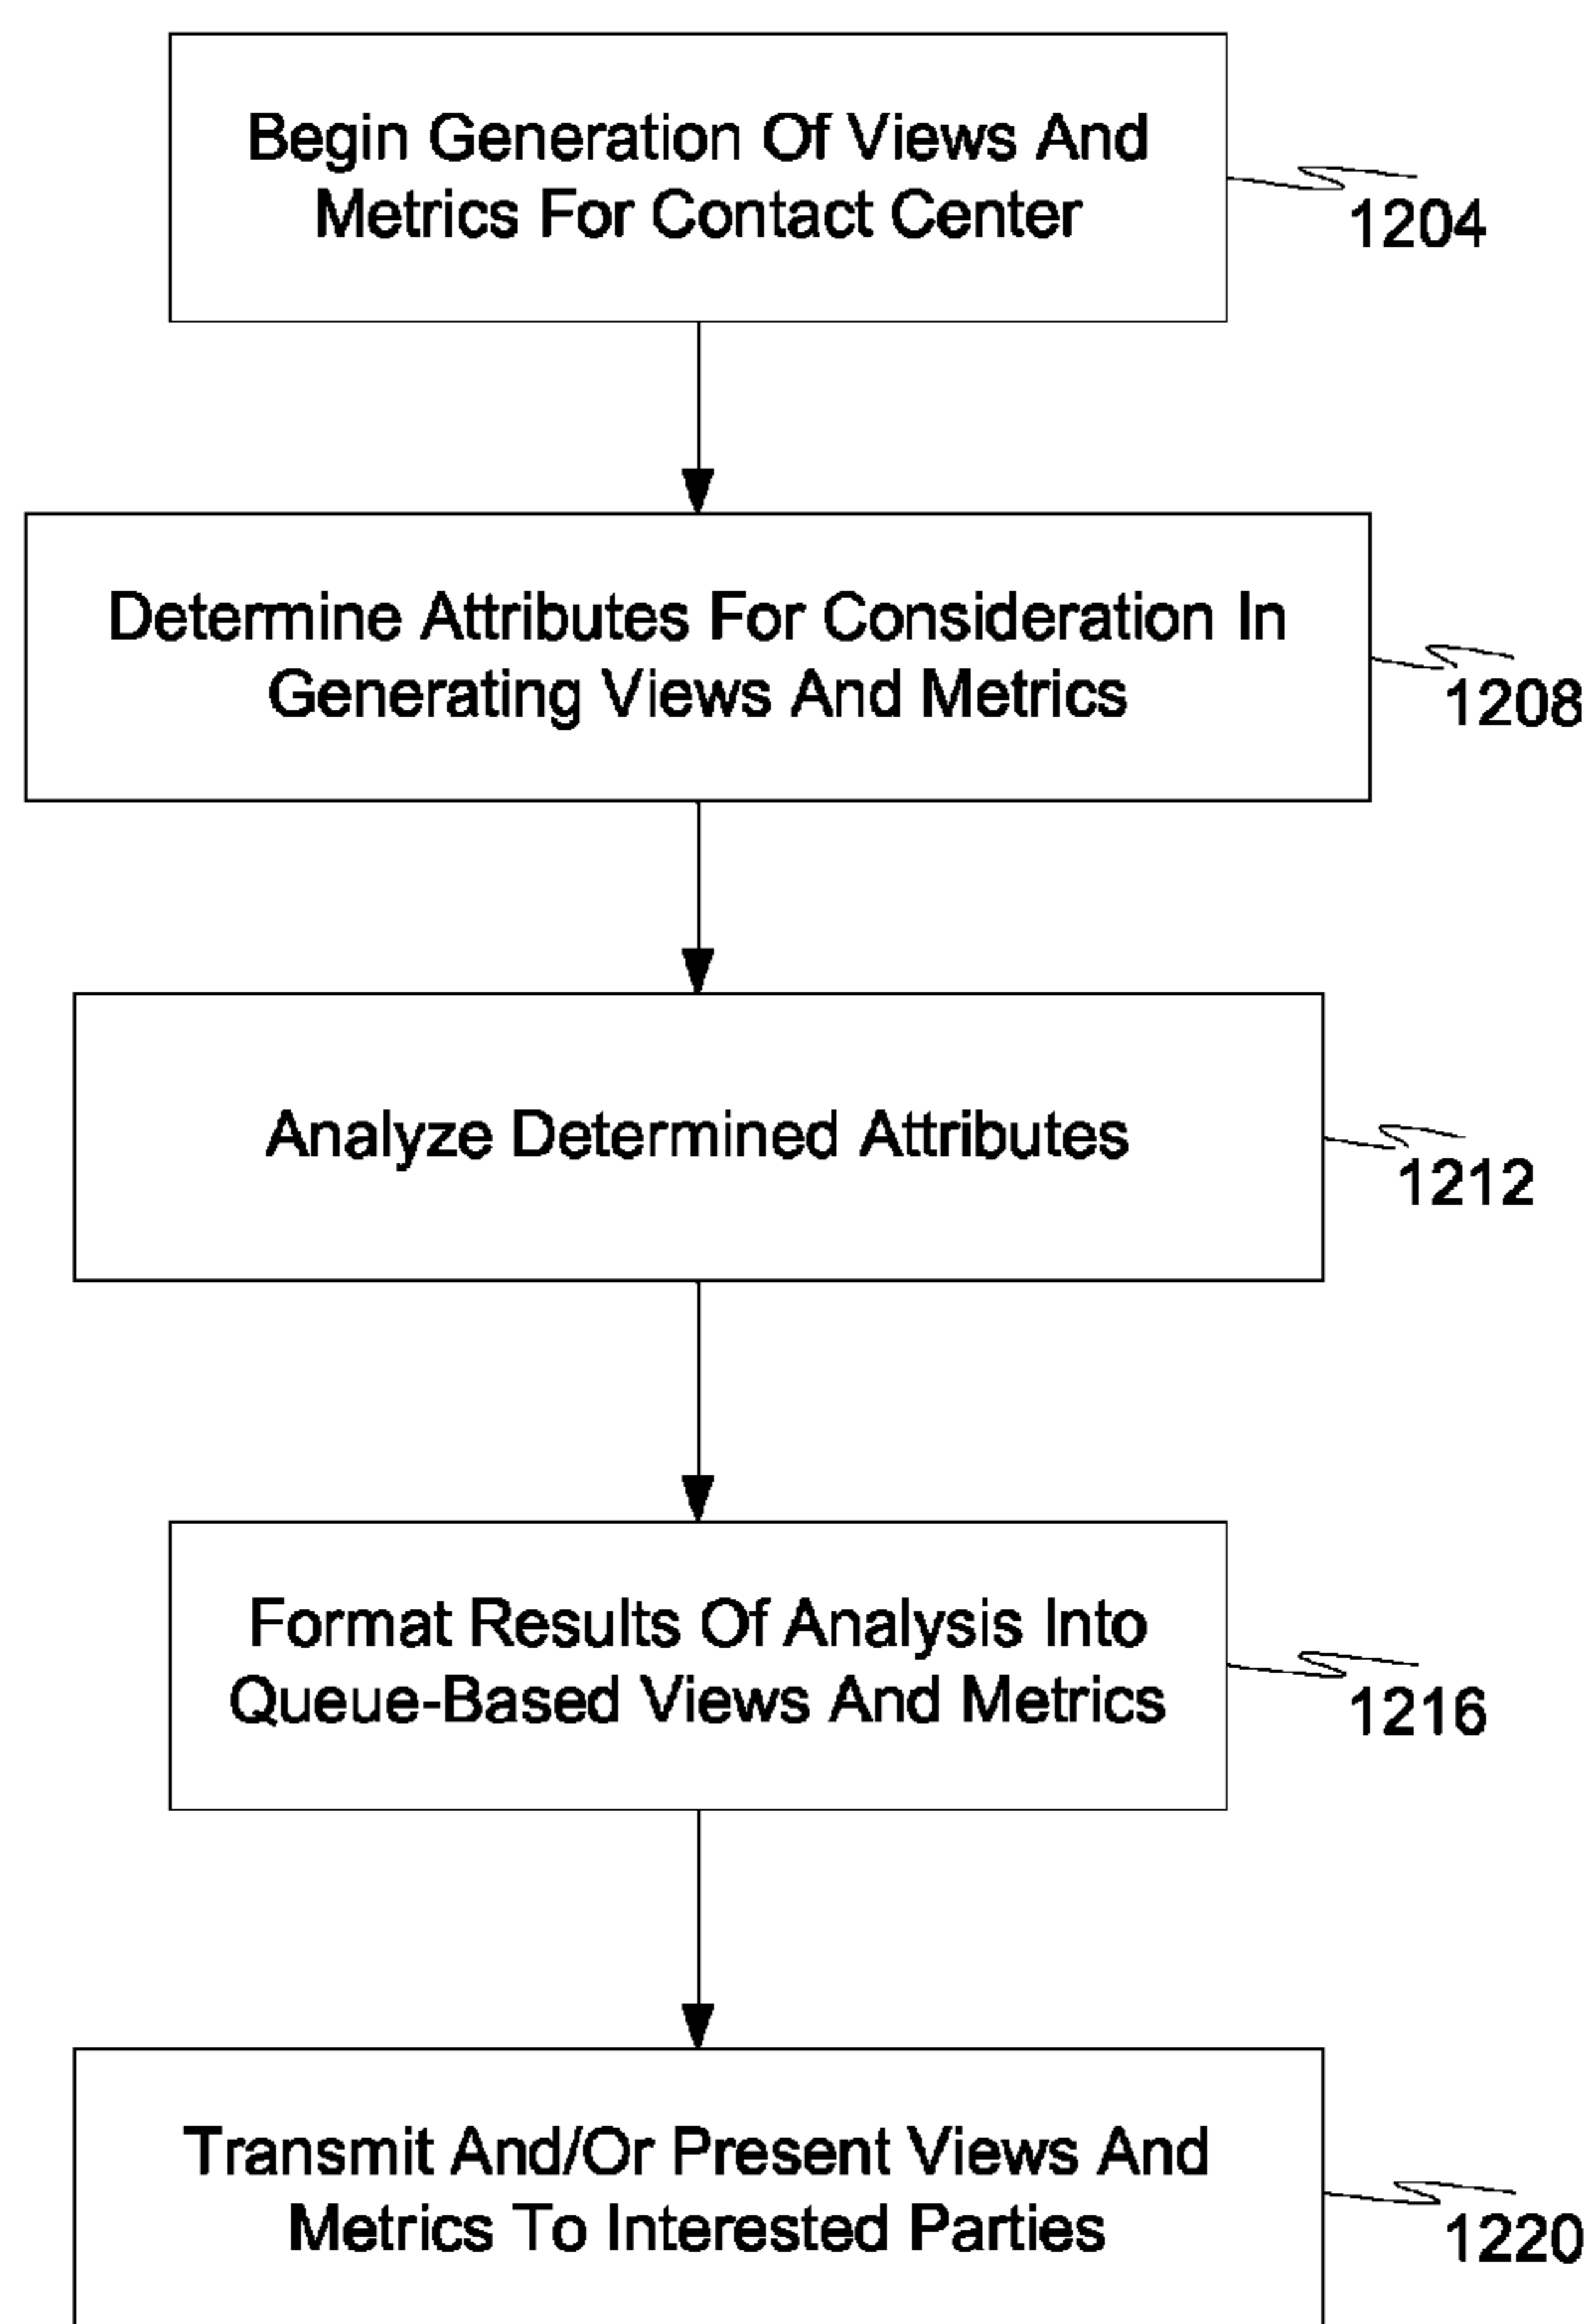 Begin Generation Of Views And
Metrics For Contact Center
1204
Determine Attributes For Consideration In
Generating Views And Metrics
1208
Analyze Determined Attributes
1212
Format Results Of Analysis Into
Queue-Based Views And Metrics
1216
Transmit And/Or Present Views And
Metrics To Interested Parties
1220